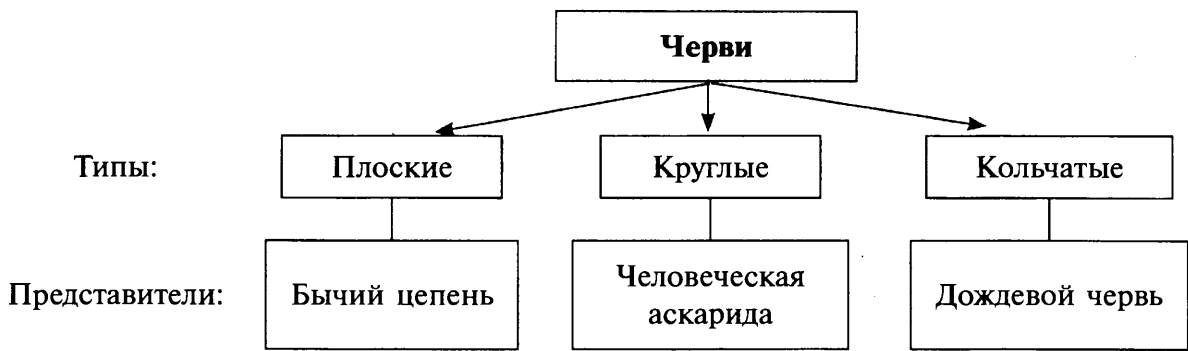 Черви
Типы: Плоские Круглые Кольчатые
Представители: Бычий цепень Человеческая аскарида Дождевой червь